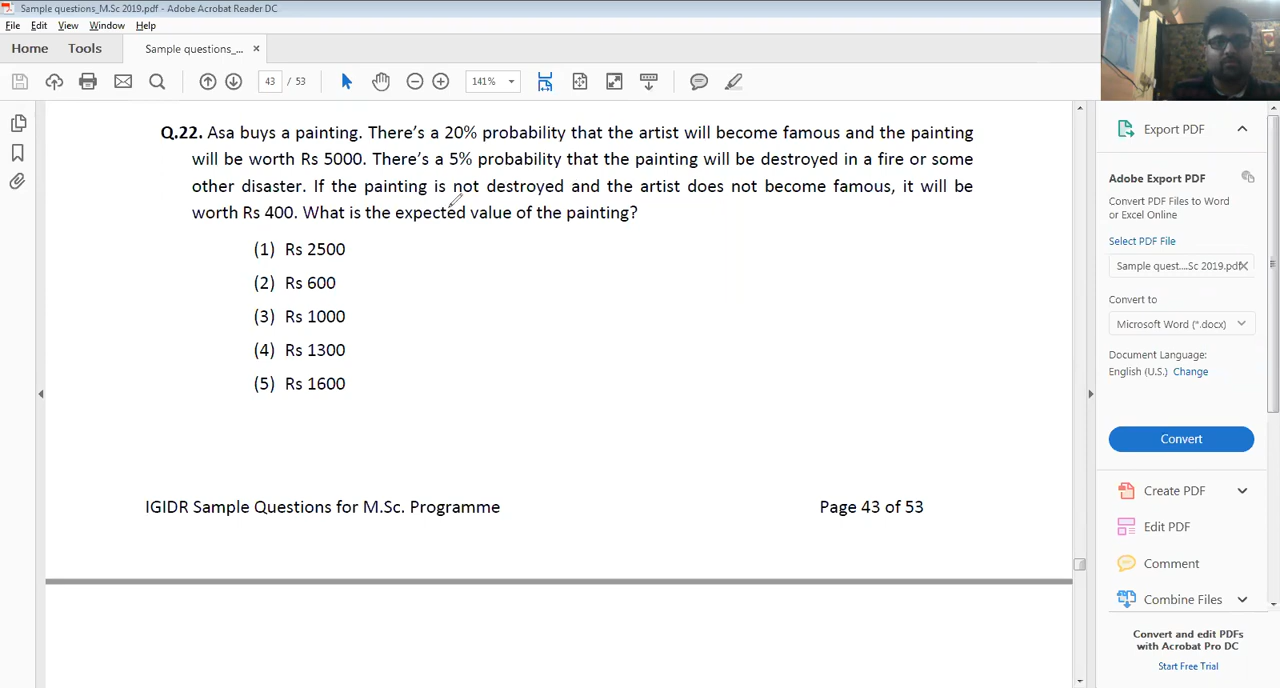 Sample questions_M.Sc 2019.pdf - Adobe Acrobat Reader DC
File Edit View Window Help
Home Tools Sample questions_... ×
43 / 53 141%
Q.22. Asa buys a painting. There's a 20% probability that the artist will become famous and the painting
will be worth Rs 5000. There's a 5% probability that the painting will be destroyed in a fire or some
other disaster. If the painting is not destroyed and the artist does not become famous, it will be
worth Rs 400. What is the expected value of the painting?
(1) Rs 2500
(2) Rs 600
(3) Rs 1000
(4) Rs 1300
(5) Rs 1600
IGIDR Sample Questions for M.Sc. Programme Page 43 of 53
Export PDF
Adobe Export PDF
Convert PDF Files to Word
or Excel Online
Select PDF File
Sample quest....Sc 2019.pdf
Convert to
Microsoft Word (*.docx)
Document Language:
English (U.S.) Change
Convert
Create PDF
Edit PDF
Comment
Combine Files
Convert and edit PDFs
with Acrobat Pro DC
Start Free Trial